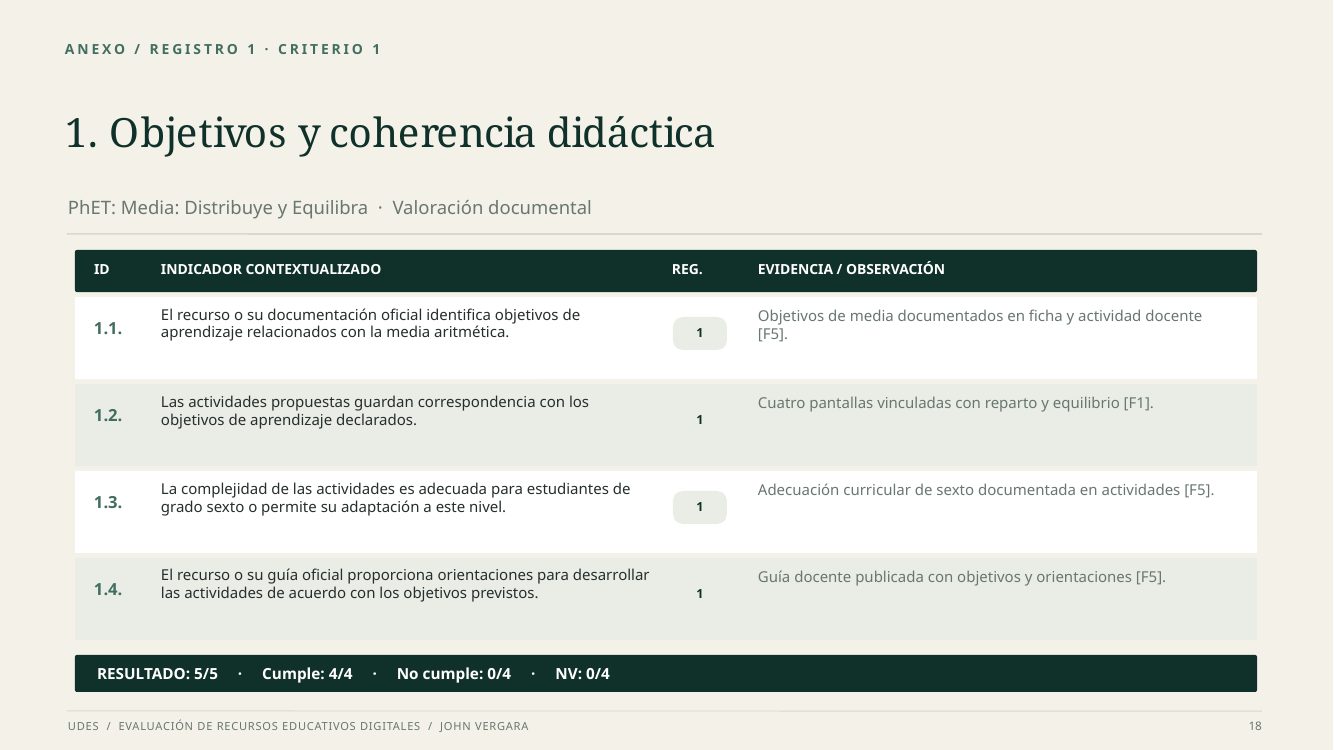 ANEXO / REGISTRO 1 · CRITERIO 1
1. Objetivos y coherencia didáctica
PhET: Media: Distribuye y Equilibra · Valoración documental
ID INDICADOR CONTEXTUALIZADO REG. EVIDENCIA / OBSERVACIÓN
1.1. El recurso o su documentación oficial identifica objetivos de
aprendizaje relacionados con la media aritmética.
1
Objetivos de media documentados en ficha y actividad docente
[F5].
1.2. Las actividades propuestas guardan correspondencia con los
objetivos de aprendizaje declarados.
1
Cuatro pantallas vinculadas con reparto y equilibrio [F1].
1.3. La complejidad de las actividades es adecuada para estudiantes de
grado sexto o permite su adaptación a este nivel.
1
Adecuación curricular de sexto documentada en actividades [F5].
1.4. El recurso o su guía oficial proporciona orientaciones para desarrollar
las actividades de acuerdo con los objetivos previstos.
1
Guía docente publicada con objetivos y orientaciones [F5].
RESULTADO: 5/5 · Cumple: 4/4 · No cumple: 0/4 · NV: 0/4
UDES / EVALUACIÓN DE RECURSOS EDUCATIVOS DIGITALES / JOHN VERGARA 18